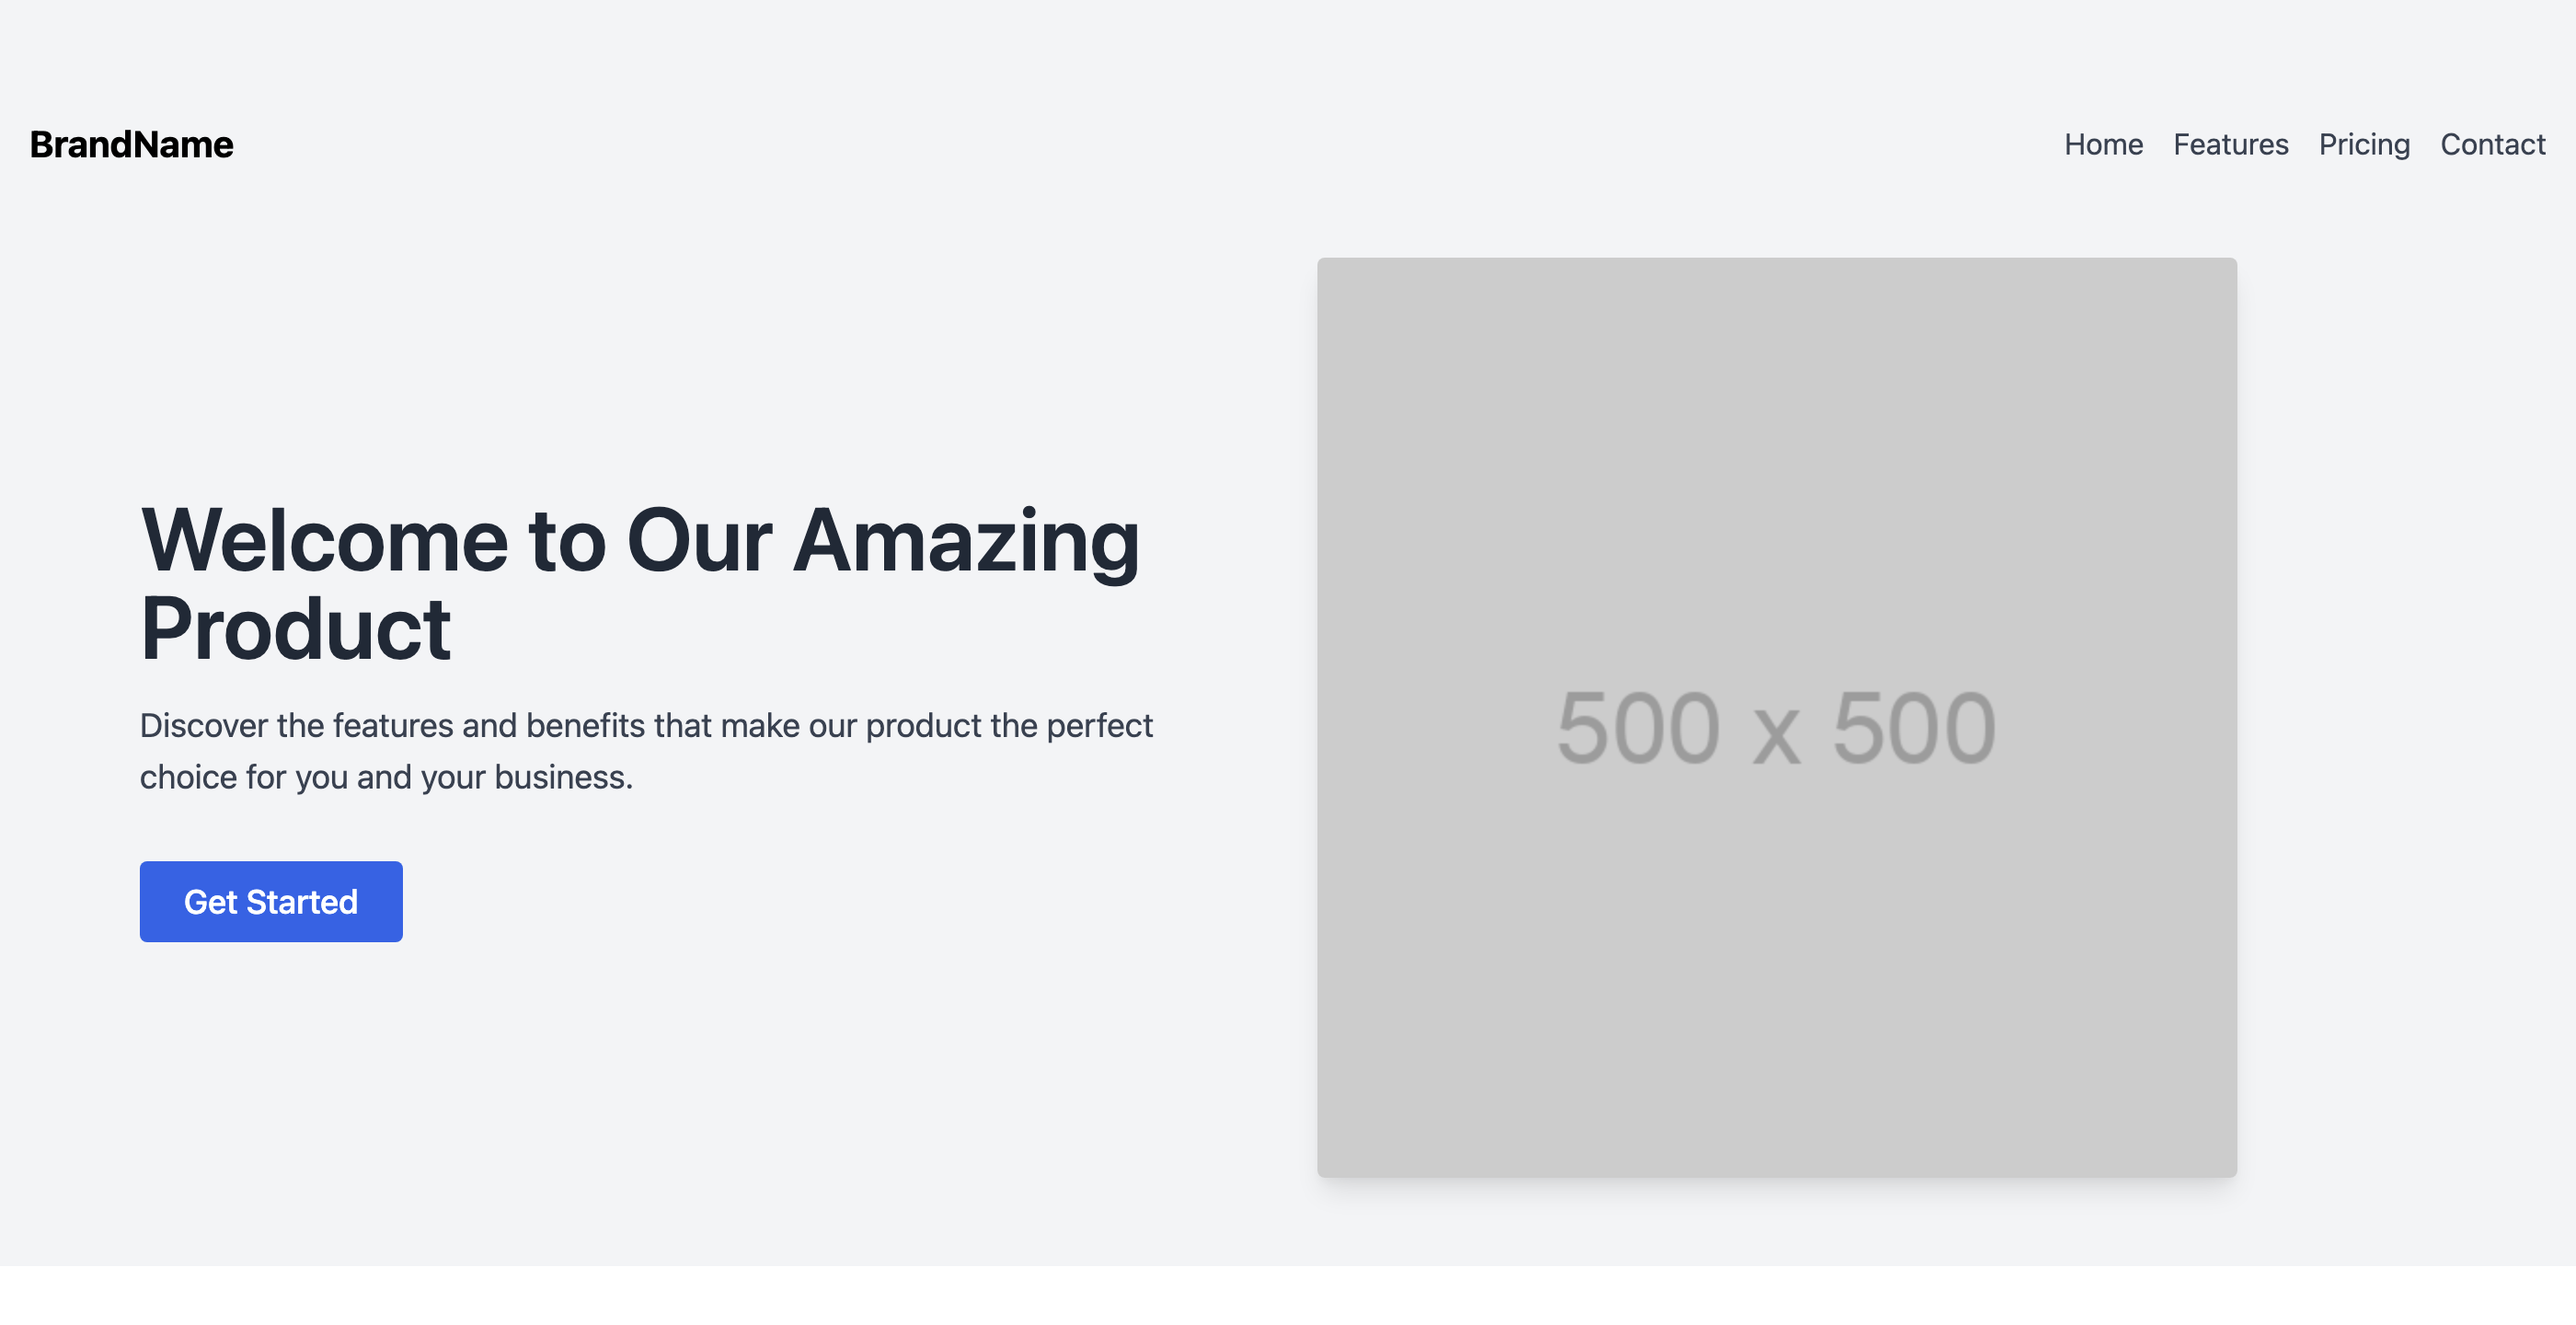 BrandName
Home Features Pricing Contact
Welcome to Our Amazing
Product
Discover the features and benefits that make our product the perfect
choice for you and your business.
Get Started
500 x 500